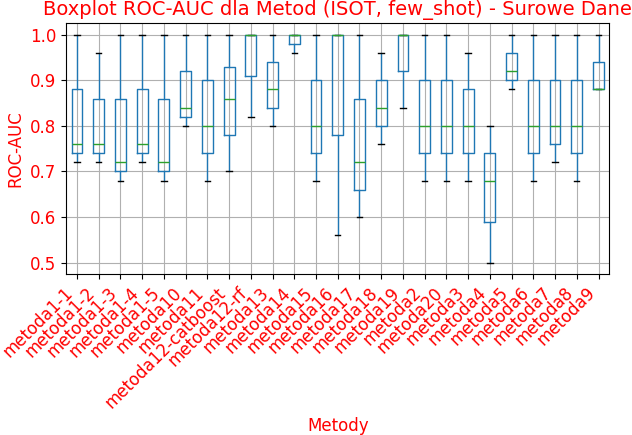 Boxplot ROC-AUC dla Metod (ISOT, few_shot) - Surowe Dane
ROC-AUC
1.0
0.9
0.8
0.7
0.6
0.5
metoda1-1
metoda1-2
metoda1-3
metoda1-4
metoda1-5
metoda10
metoda11
metoda12-catboost
metoda12-rf
metoda13
metoda14
metoda15
metoda16
metoda17
metoda18
metoda19
metoda2
metoda20
metoda3
metoda4
metoda5
metoda6
metoda7
metoda8
metoda9
Metody